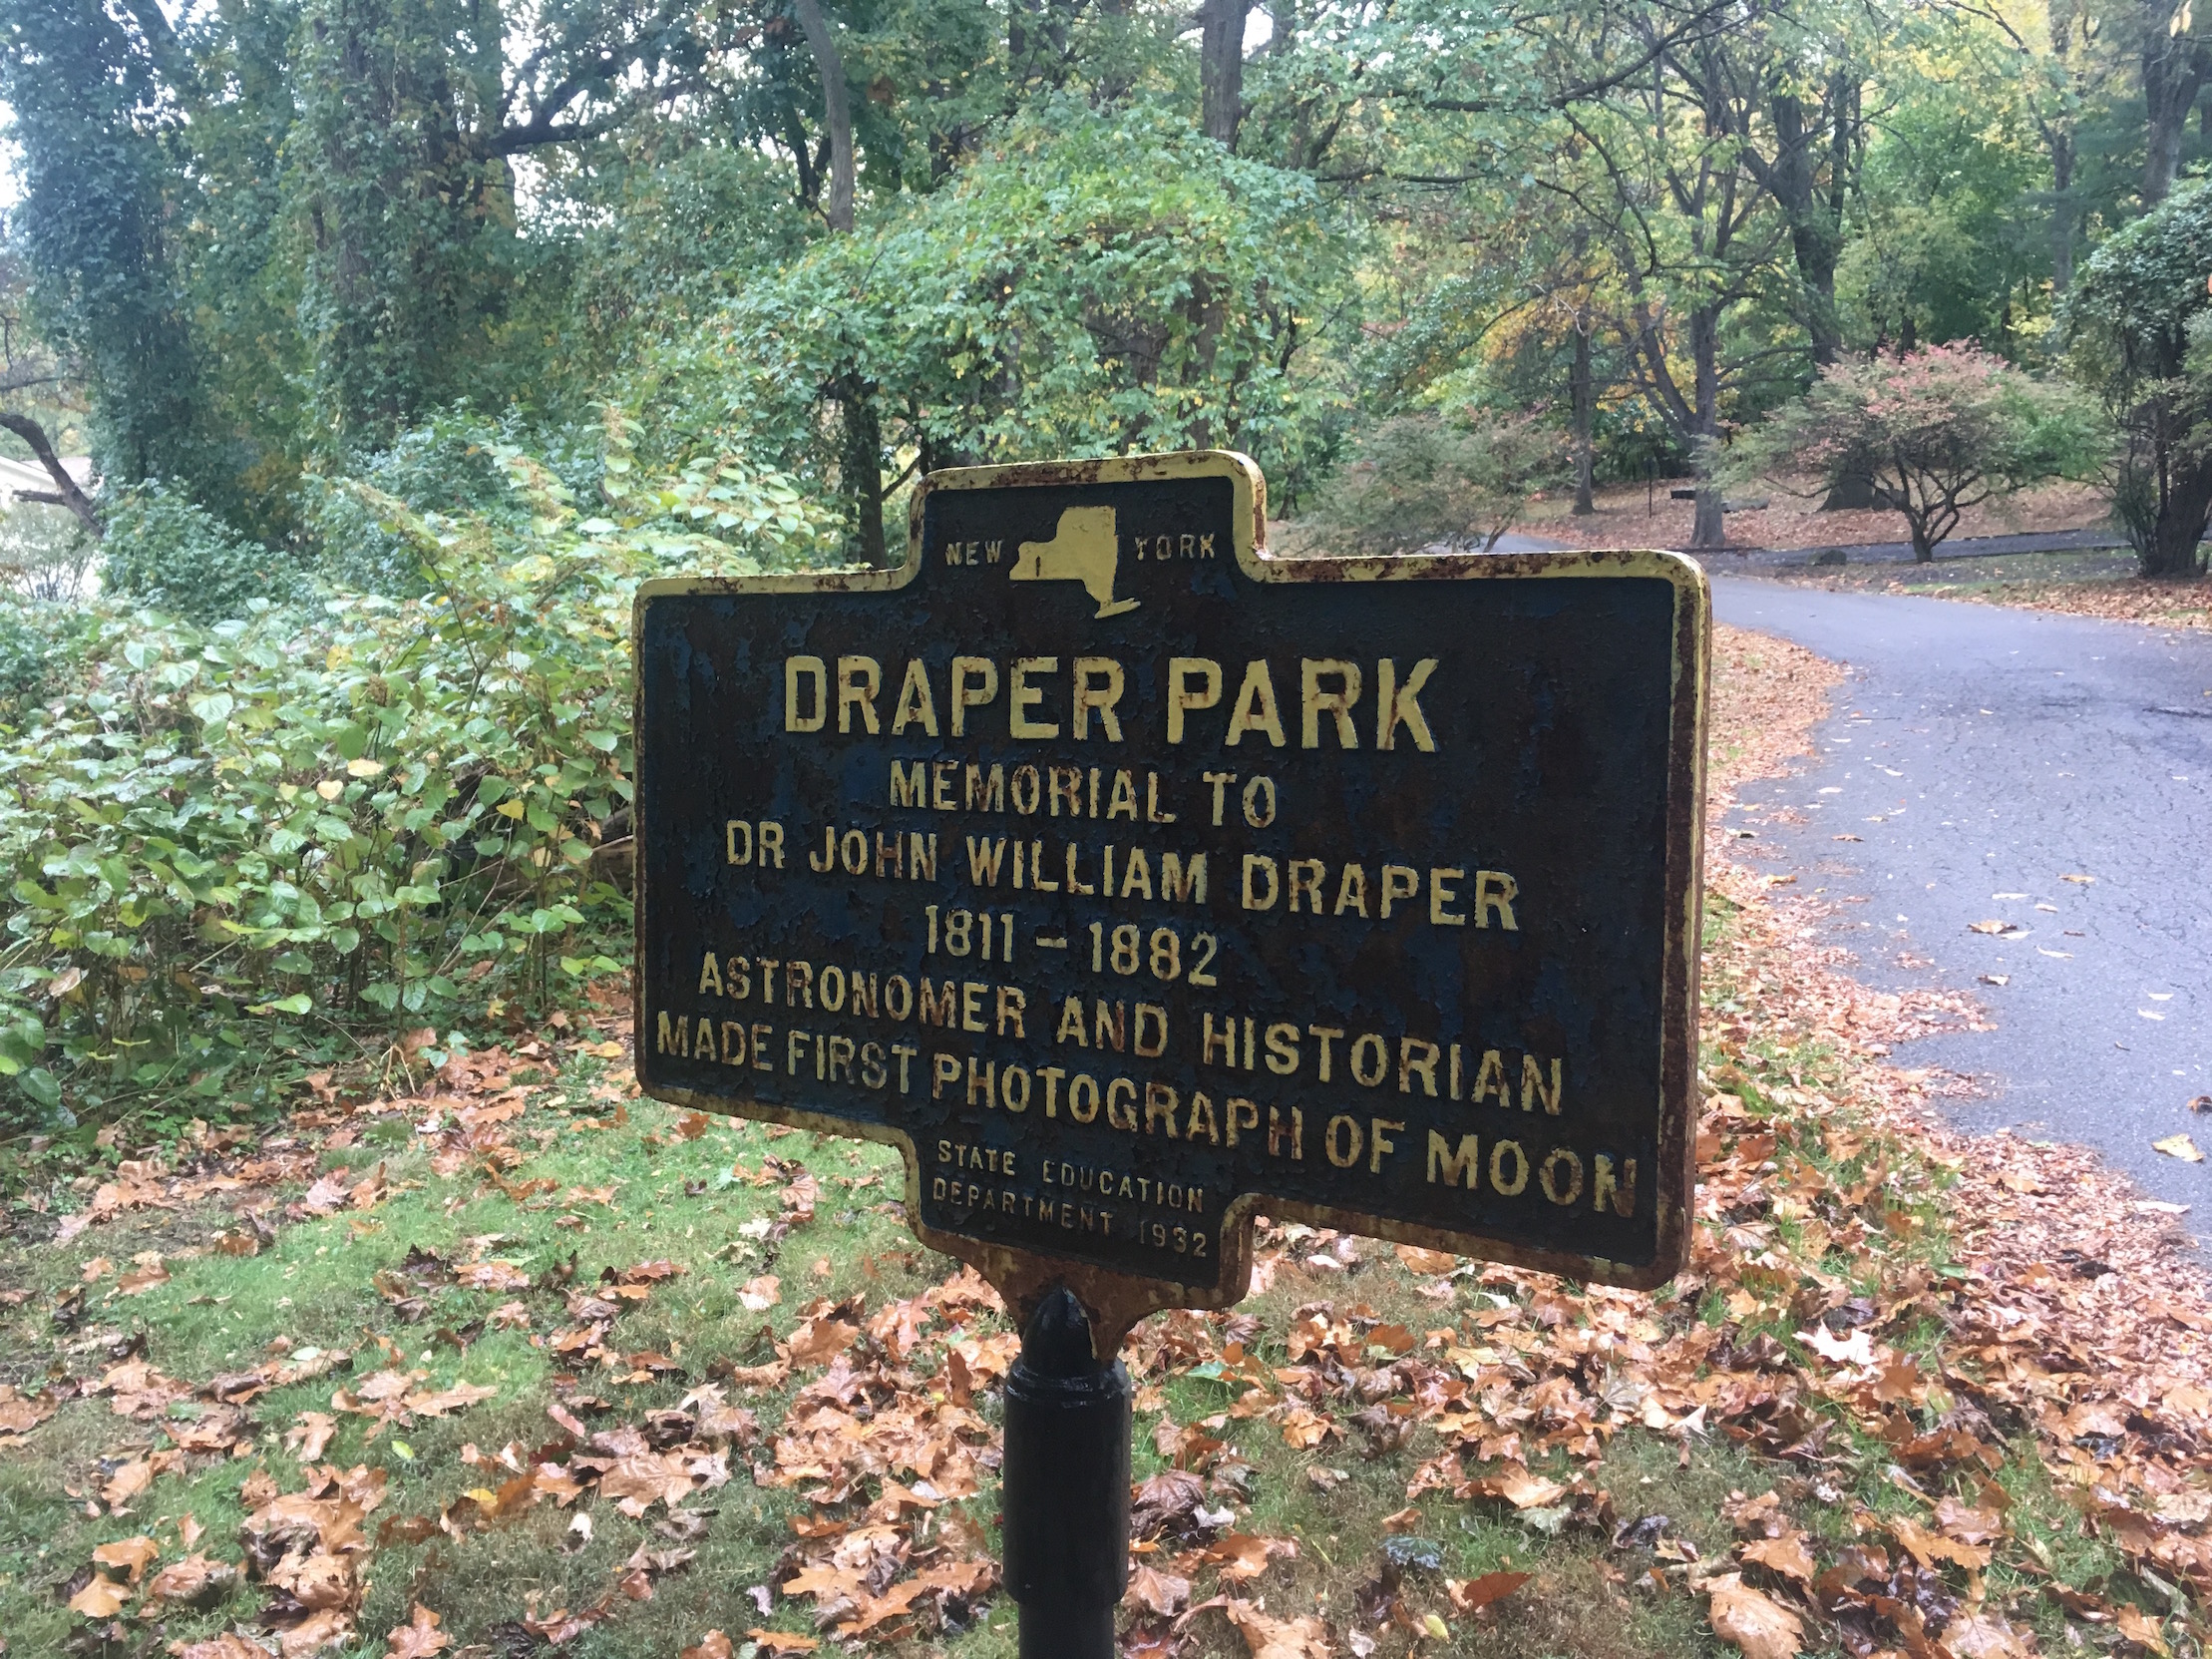 NEW YORK
DRAPER PARK
MEMORIAL TO
DR JOHN WILLIAM DRAPER
1811 – 1882
ASTRONOMER AND HISTORIAN
MADE FIRST PHOTOGRAPH OF MOON
STATE EDUCATION
DEPARTMENT 1932